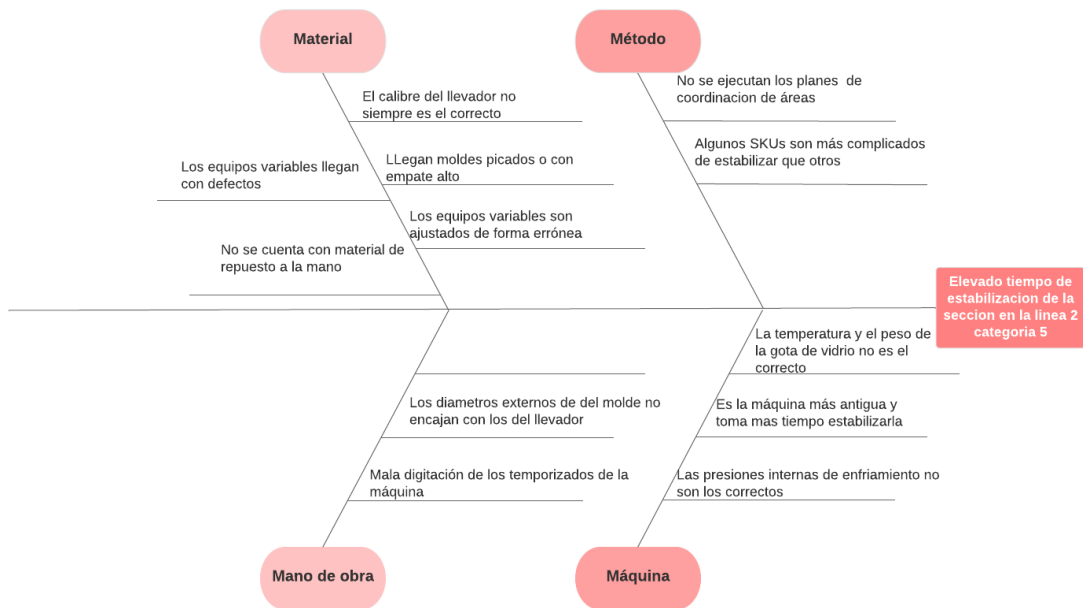 Material
Método
El calibre del llevador no
siempre es el correcto
No se ejecutan los planes de
coordinacion de áreas
Los equipos variables llegan
con defectos
LLegan moldes picados o con
empate alto
Algunos SKUs son más complicados
de estabilizar que otros
Los equipos variables son
ajustados de forma errónea
No se cuenta con material de
repuesto a la mano
Elevado tiempo de
estabilizacion de la
seccion en la linea 2
categoria 5
La temperatura y el peso de
la gota de vidrio no es el
correcto
Los diametros externos de del molde no
encajan con los del llevador
Es la máquina más antigua y
toma mas tiempo estabilizarla
Mala digitación de los temporizados de la
máquina
Las presiones internas de enfriamiento no
son los correctos
Mano de obra
Máquina